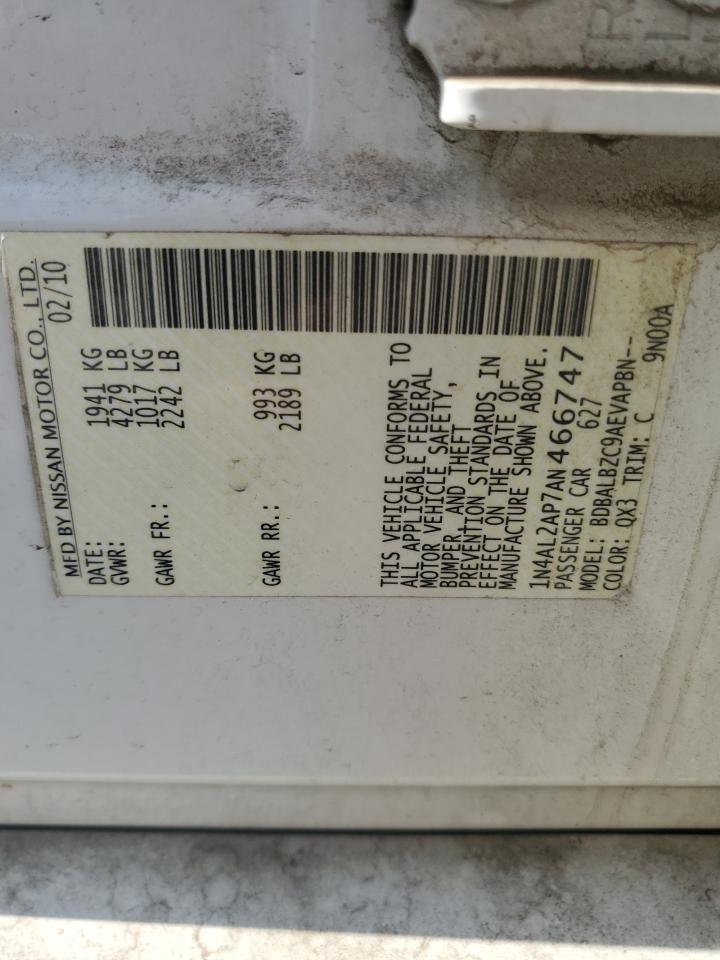 MFD BY NISSAN MOTOR CO., LTD.
DATE: 02/10
GVWR: 1941 KG
4279 LB
GAWR FR.: 1017 KG
2242 LB
GAWR RR.: 993 KG
2189 LB
THIS VEHICLE CONFORMS TO
ALL APPLICABLE FEDERAL
MOTOR VEHICLE SAFETY,
BUMPER, AND THEFT
PREVENTION STANDARDS IN
EFFECT ON THE DATE OF
MANUFACTURE SHOWN ABOVE.
1N4AL2AP7AN466747
PASSENGER CAR 627
MODEL: BDBALBZC9AEVAPBN--
COLOR: QX3 TRIM: C 9N00A